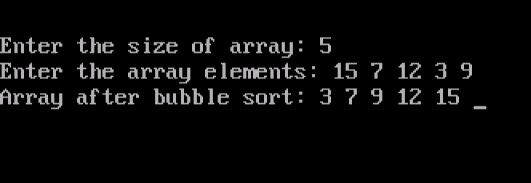 Enter the size of array: 5
Enter the array elements: 15 7 12 3 9
Array after bubble sort: 3 7 9 12 15 _